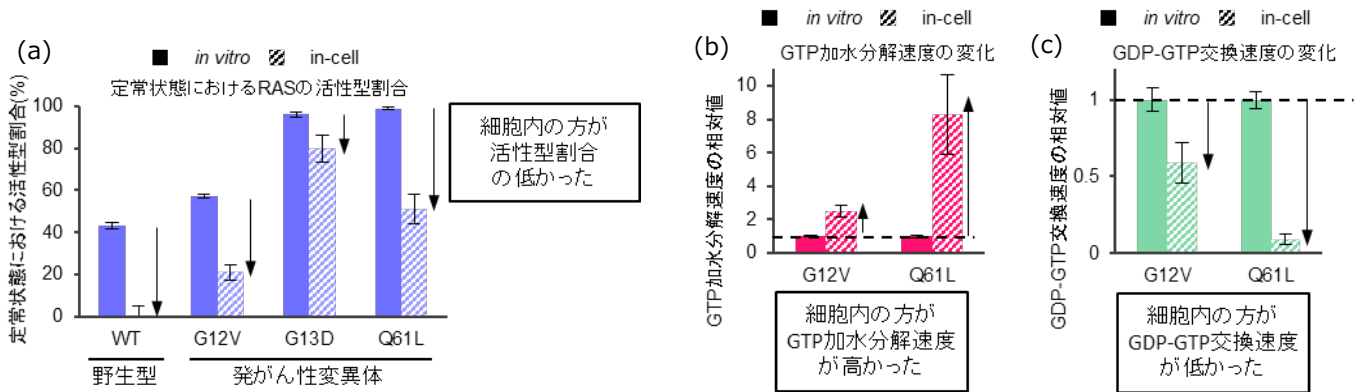 (a)
in vitro in-cell
定常状態におけるRASの活性型割合
定常状態における活性型割合(%)
100
80
60
40
20
0
WT G12V G13D Q61L
野生型 発がん性変異体
細胞内の方が
活性型割合
の低かった
(b)
in vitro in-cell
GTP加水分解速度の変化
GTP加水分解速度の相対値
10
8
6
4
2
0
G12V Q61L
細胞内の方が
GTP加水分解速度
が高かった
(c)
in vitro in-cell
GDP-GTP交換速度の変化
GDP-GTP交換速度の相対値
1
0.5
0
G12V Q61L
細胞内の方が
GDP-GTP交換速度
が低かった